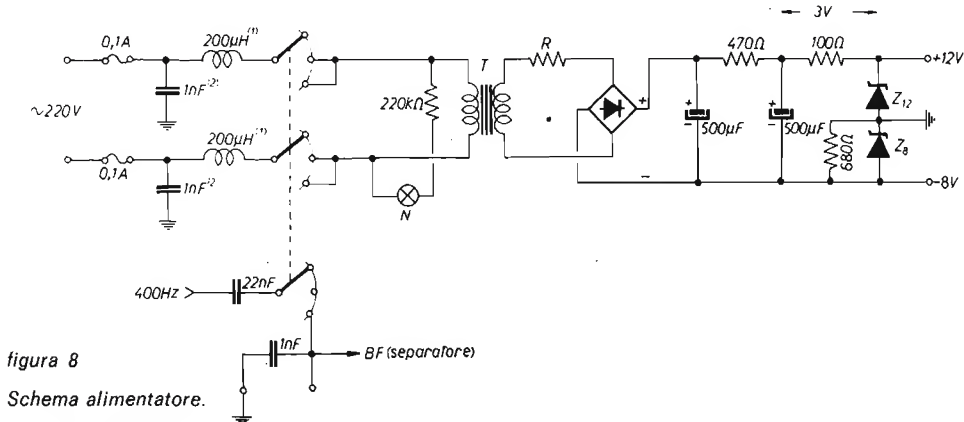 3V
0,1A
200µH(1)
470Ω
100Ω
+12V
1nF(2)
T
R
+
Z12
~220V
220kΩ
+
-
500µF
+
-
500µF
680Ω
Z8
200µH(1)
0,1A
1nF(2
N
-
-8V
400Hz
22nF
1nF
BF (separatore)
figura 8
Schema alimentatore.